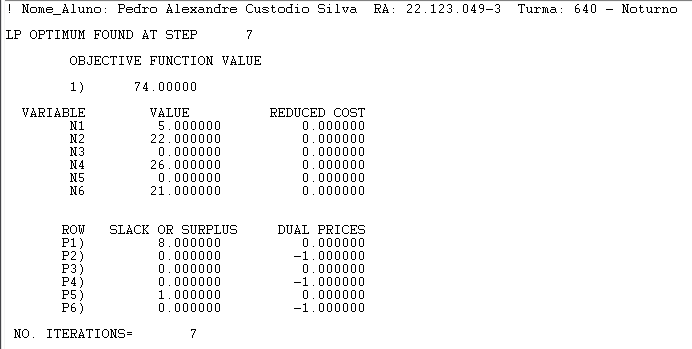 ! Nome_Aluno: Pedro Alexandre Custodio Silva RA: 22.123.049-3 Turma: 640 - Noturno
LP OPTIMUM FOUND AT STEP 7
OBJECTIVE FUNCTION VALUE
1) 74.00000
VARIABLE VALUE REDUCED COST
N1 5.000000 0.000000
N2 22.000000 0.000000
N3 0.000000 0.000000
N4 26.000000 0.000000
N5 0.000000 0.000000
N6 21.000000 0.000000
ROW SLACK OR SURPLUS DUAL PRICES
P1) 8.000000 0.000000
P2) 0.000000 -1.000000
P3) 0.000000 0.000000
P4) 0.000000 -1.000000
P5) 1.000000 0.000000
P6) 0.000000 -1.000000
NO. ITERATIONS= 7